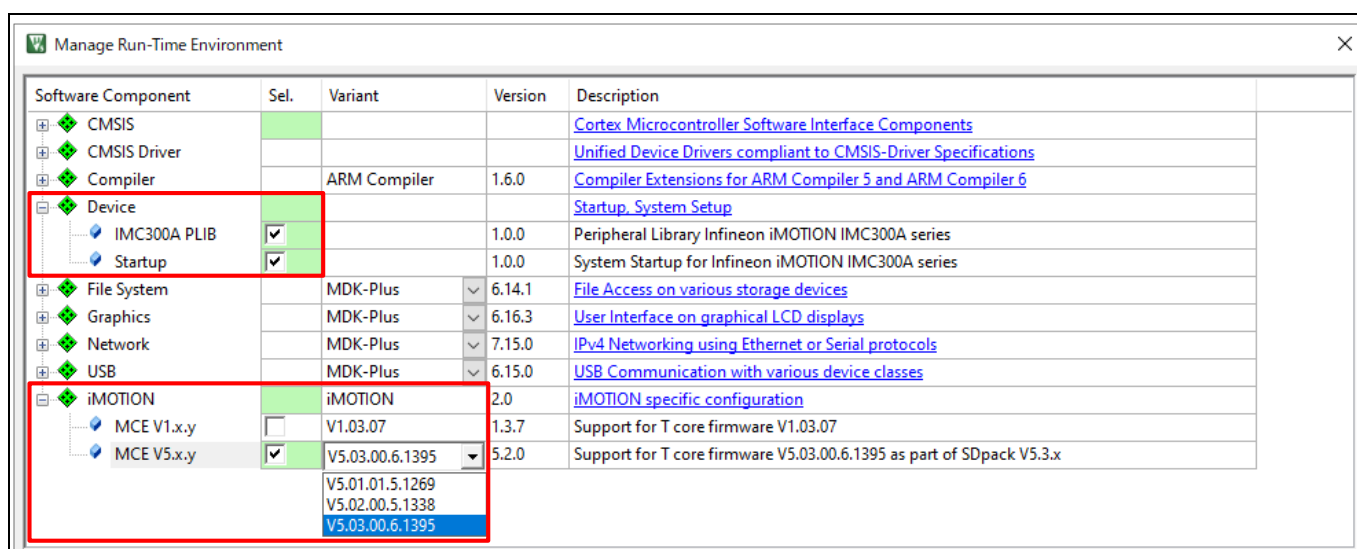 Manage Run-Time Environment
Software Component Sel. Variant Version Description
CMSIS Cortex Microcontroller Software Interface Components
CMSIS Driver Unified Device Drivers compliant to CMSIS-Driver Specifications
Compiler ARM Compiler 1.6.0 Compiler Extensions for ARM Compiler 5 and ARM Compiler 6
Device Startup, System Setup
IMC300A PLIB 1.0.0 Peripheral Library Infineon iMOTION IMC300A series
Startup 1.0.0 System Startup for Infineon iMOTION IMC300A series
File System MDK-Plus 6.14.1 File Access on various storage devices
Graphics MDK-Plus 6.16.3 User Interface on graphical LCD displays
Network MDK-Plus 7.15.0 IPv4 Networking using Ethernet or Serial protocols
USB MDK-Plus 6.15.0 USB Communication with various device classes
iMOTION iMOTION 2.0 iMOTION specific configuration
MCE V1.x.y V1.03.07 1.3.7 Support for T core firmware V1.03.07
MCE V5.x.y V5.03.00.6.1395 5.2.0 Support for T core firmware V5.03.00.6.1395 as part of SDpack V5.3.x
V5.01.01.5.1269
V5.02.00.5.1338
V5.03.00.6.1395